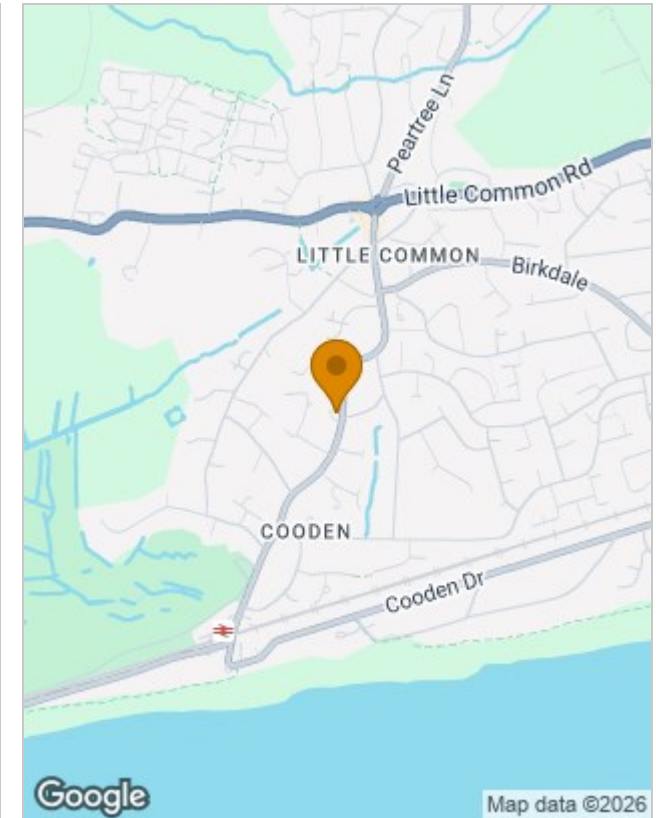 Peartree Ln
Little Common Rd
LITTLE COMMON
Birkdale
COODEN
Cooden Dr
Google
Map data ©2026